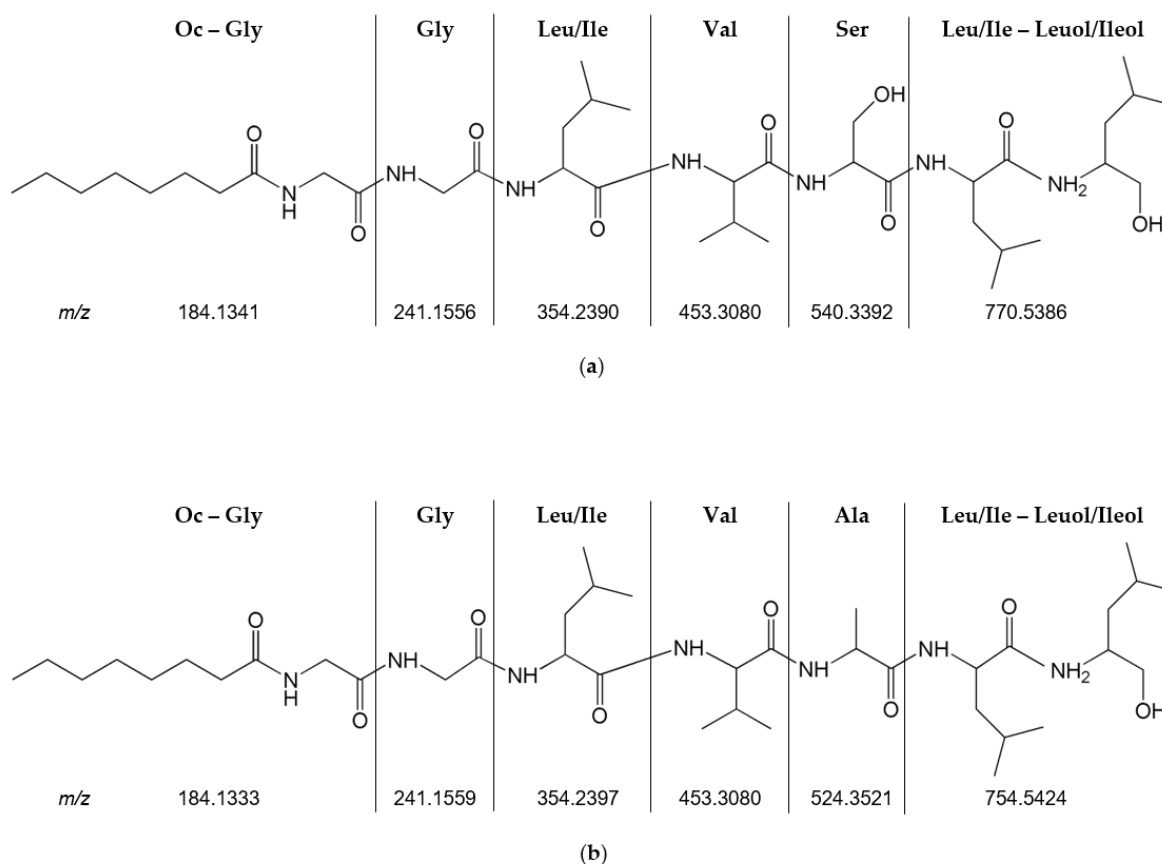 Oc – Gly Gly Leu/Ile Val Ser Leu/Ile – Leuol/Ileol
O N H O NH O NH O NH O NH OH O NH O NH2 OH
m/z 184.1341 241.1556 354.2390 453.3080 540.3392 770.5386
(a)
Oc – Gly Gly Leu/Ile Val Ala Leu/Ile – Leuol/Ileol
O N H O NH O NH O NH O NH O NH O NH2 OH
m/z 184.1333 241.1559 354.2397 453.3080 524.3521 754.5424
(b)